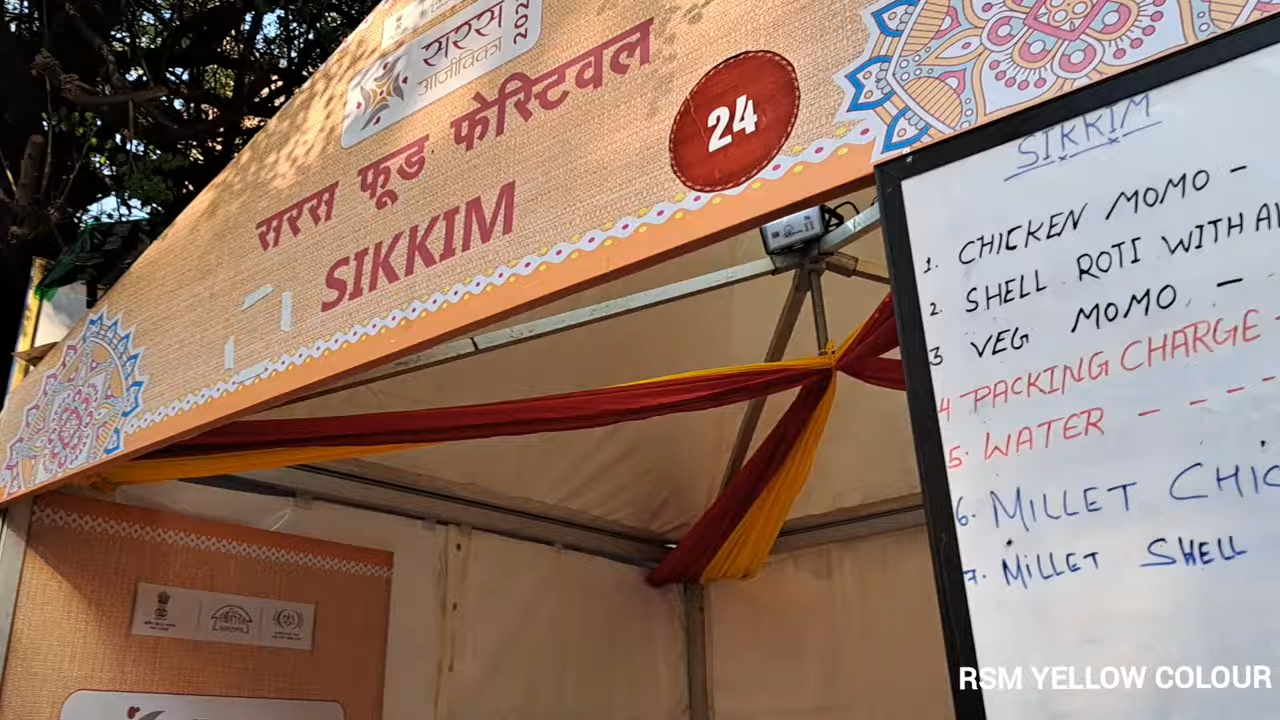 सरस
आजीविका
सरस फूड फेस्टिवल
SIKKIM
24
SIKKIM
1. CHICKEN MOMO -
2. SHELL ROTI WITH
3 VEG MOMO -
4 PACKING CHARGE -
5. WATER - - - -
6. MILLET
7. MILLET SHELL
RSM YELLOW COLOUR